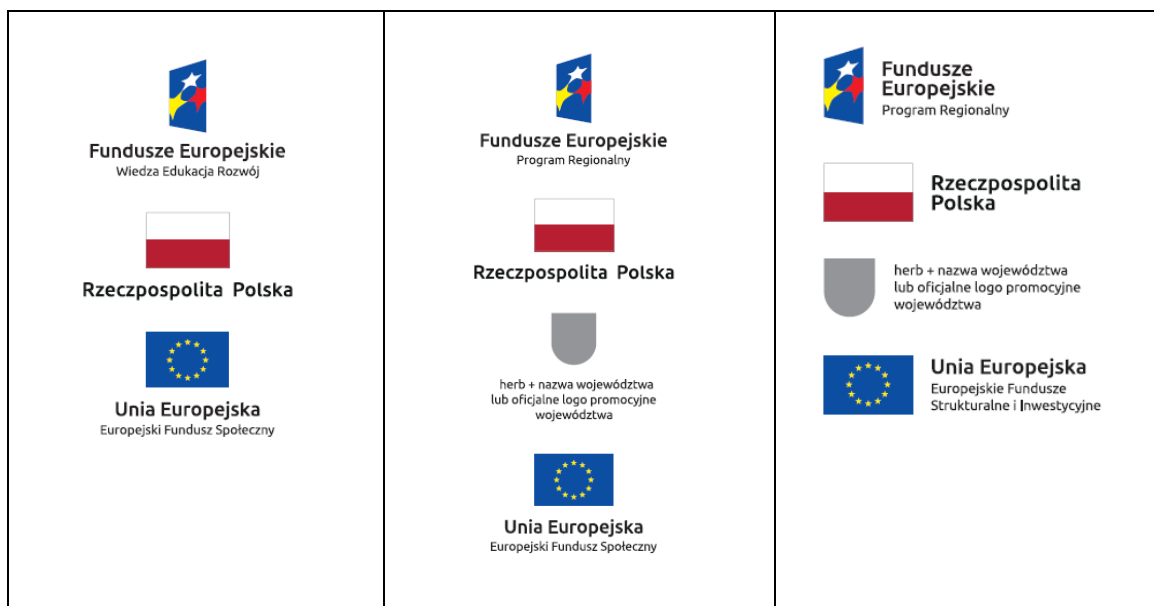 Fundusze Europejskie
Wiedza Edukacja Rozwój
Rzeczpospolita Polska
Unia Europejska
Europejski Fundusz Społeczny
Fundusze Europejskie
Program Regionalny
Rzeczpospolita Polska
herb + nazwa województwa
lub oficjalne logo promocyjne
województwa
Unia Europejska
Europejski Fundusz Społeczny
Fundusze
Europejskie
Program Regionalny
Rzeczpospolita
Polska
herb + nazwa województwa
lub oficjalne logo promocyjne
województwa
Unia Europejska
Europejskie Fundusze
Strukturalne i Inwestycyjne